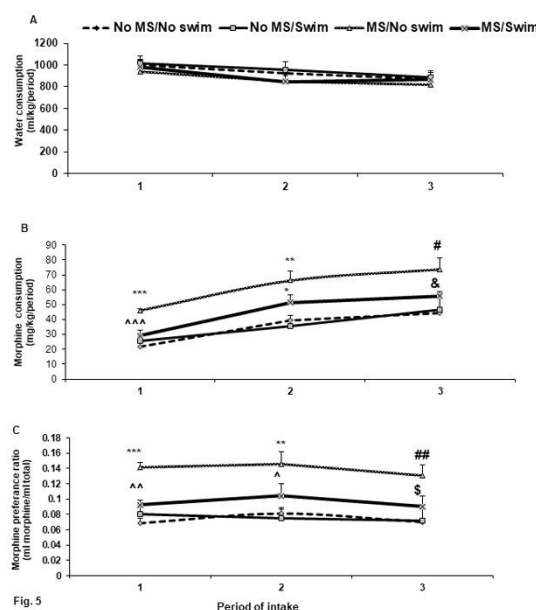 No MS/No swim No MS/Swim MS/No swim MS/Swim
A
Water consumption
(ml/kg/period)
1200
1000
800
600
400
200
0
1 2 3
B
Morphine consumption
(mg/kg/period)
90
80
70
60
50
40
30
20
10
0
***
^^^
**
*
#
&
1 2 3
C
Morphine preferance ratio
(ml morphine/ml total)
0.18
0.16
0.14
0.12
0.1
0.08
0.06
0.04
0.02
0
***
^^
**
^
##
$
1 2 3
Fig. 5
Period of intake